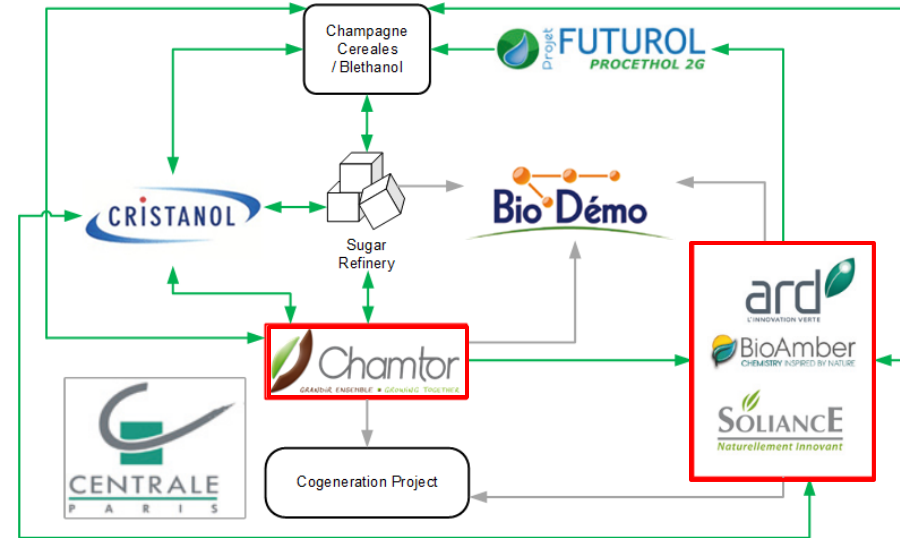 Champagne
Cereales
/ Blethanol
Projet
FUTUROL
PROCETHOL 2G
CRISTANOL
Sugar
Refinery
Bio Démo
ard
L'INNOVATION VERTE
BioAmber
CHEMISTRY INSPIRED BY NATURE
SOLIANCE
Naturellement Innovant
Chamtor
GRANDIR ENSEMBLE • GROWING TOGETHER
CENTRALE
PARIS
Cogeneration Project